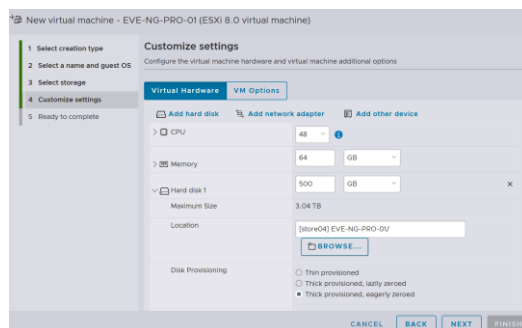 New virtual machine - EVE-NG-PRO-01 (ESXi 8.0 virtual machine)
1 Select creation type
2 Select a name and guest OS
3 Select storage
4 Customize settings
5 Ready to complete
Customize settings
Configure the virtual machine hardware and virtual machine additional options
Virtual Hardware VM Options
Add hard disk Add network adapter Add other device
CPU 48
Memory 64 GB
Hard disk 1 500 GB
Maximum Size 3.04 TB
Location [store04] EVE-NG-PRO-01/
BROWSE...
Disk Provisioning Thin provisioned
Thick provisioned, lazily zeroed
Thick provisioned, eagerly zeroed
CANCEL BACK NEXT FINISH